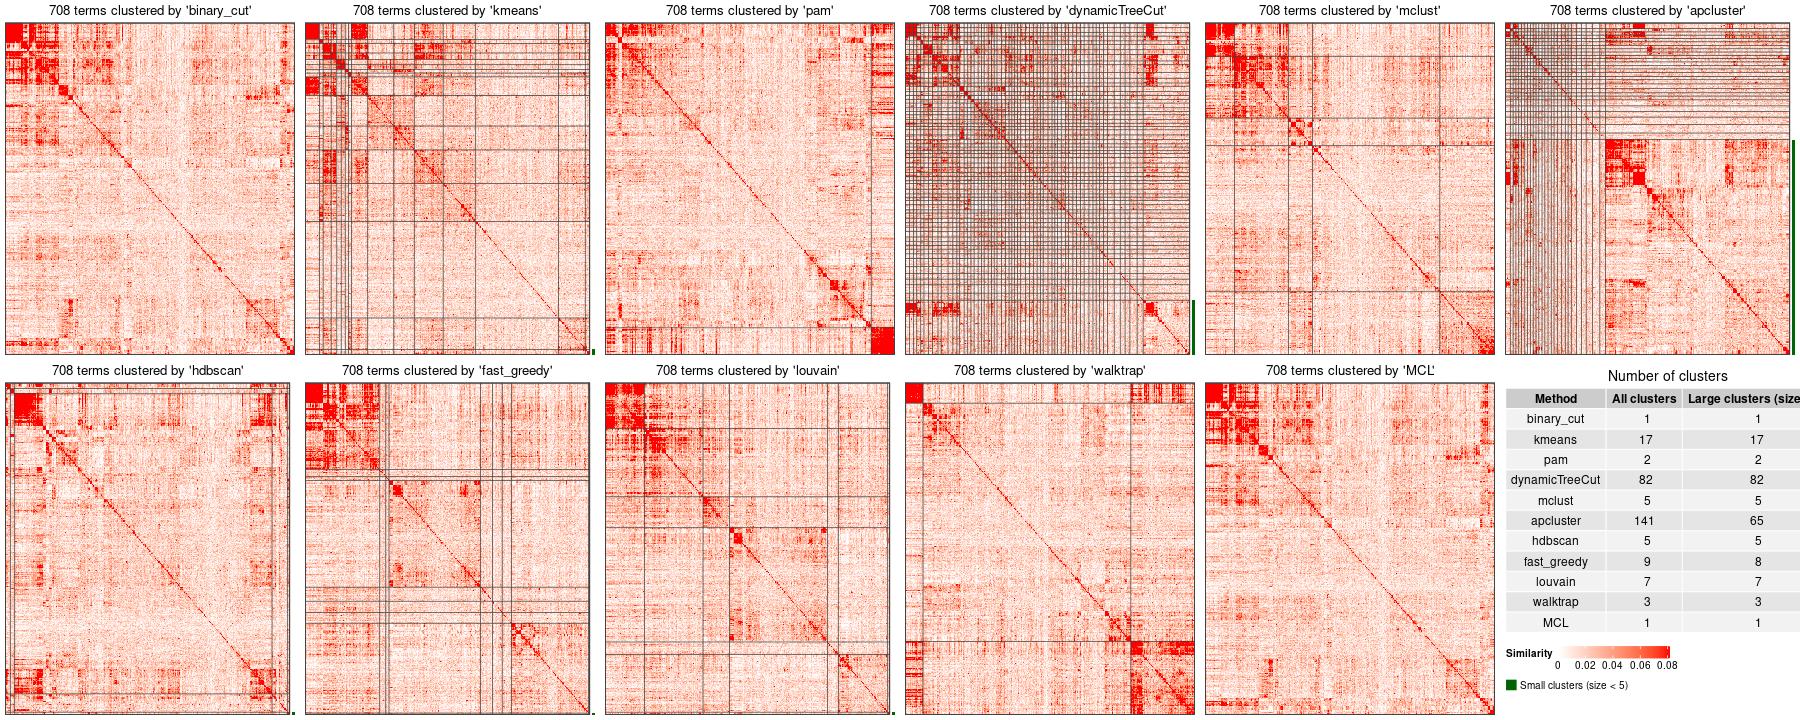 708 terms clustered by 'binary_cut'
708 terms clustered by 'kmeans'
708 terms clustered by 'pam'
708 terms clustered by 'dynamicTreeCut'
708 terms clustered by 'mclust'
708 terms clustered by 'apcluster'
708 terms clustered by 'hdbscan'
708 terms clustered by 'fast_greedy'
708 terms clustered by 'louvain'
708 terms clustered by 'walktrap'
708 terms clustered by 'MCL'
Number of clusters
Method All clusters Large clusters (size
binary_cut 1 1
kmeans 17 17
pam 2 2
dynamicTreeCut 82 82
mclust 5 5
apcluster 141 65
hdbscan 5 5
fast_greedy 9 8
louvain 7 7
walktrap 3 3
MCL 1 1
Similarity
0 0.02 0.04 0.06 0.08
Small clusters (size < 5)